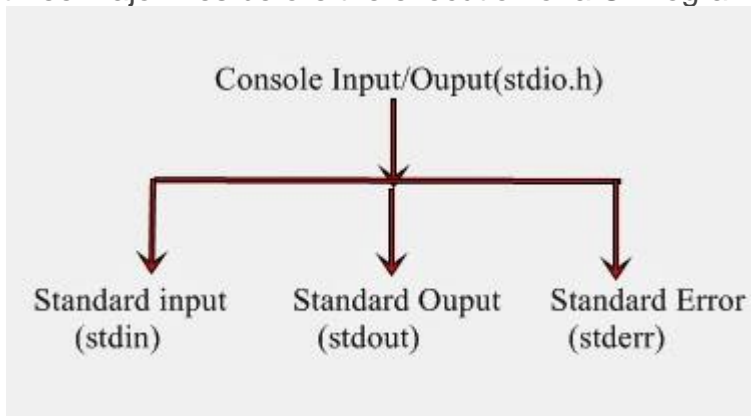 Console Input/Ouput(stdio.h)
Standard input
(stdin)
Standard Ouput
(stdout)
Standard Error
(stderr)